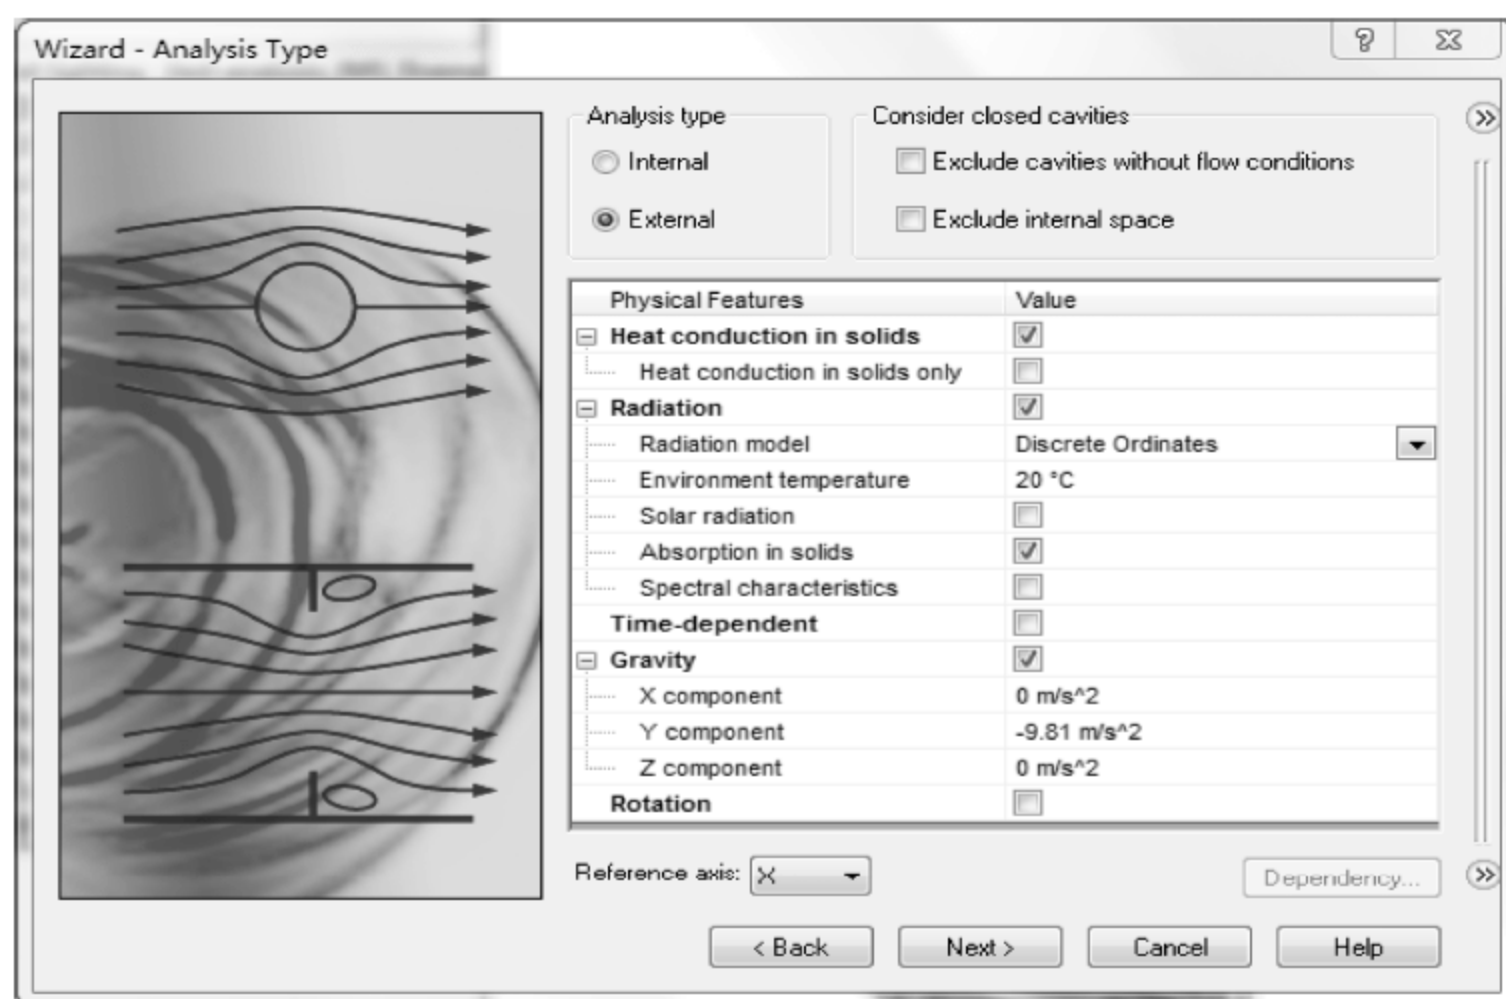 Wizard - Analysis Type
Analysis type
Internal
External
Consider closed cavities
Exclude cavities without flow conditions
Exclude internal space
Physical Features Value
Heat conduction in solids
Heat conduction in solids only
Radiation
Radiation model Discrete Ordinates
Environment temperature 20 °C
Solar radiation
Absorption in solids
Spectral characteristics
Time-dependent
Gravity
X component 0 m/s^2
Y component -9.81 m/s^2
Z component 0 m/s^2
Rotation
Reference axis: X
Dependency...
< Back Next > Cancel Help